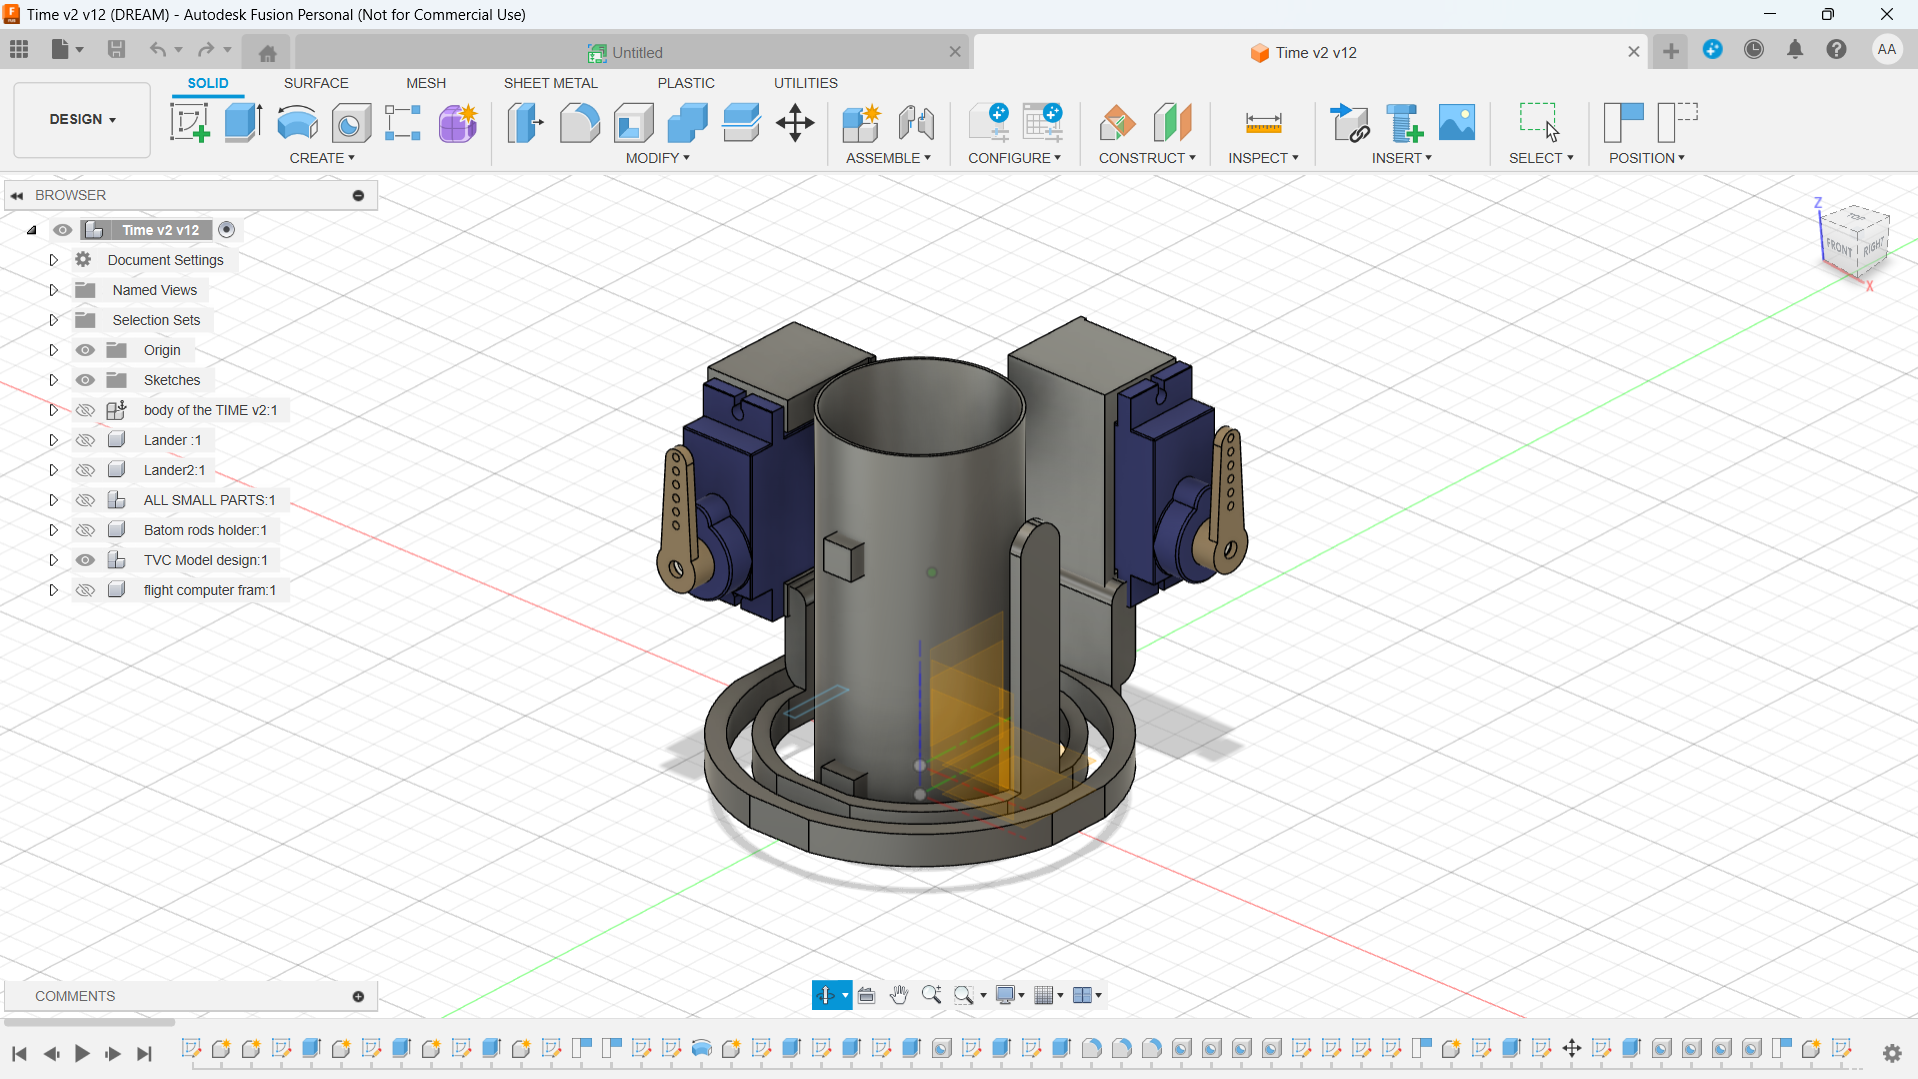 Time v2 v12 (DREAM) - Autodesk Fusion Personal (Not for Commercial Use)
Untitled
Time v2 v12
AA
SOLID
SURFACE
MESH
SHEET METAL
PLASTIC
UTILITIES
DESIGN
CREATE
MODIFY
ASSEMBLE
CONFIGURE
CONSTRUCT
INSPECT
INSERT
SELECT
POSITION
BROWSER
Time v2 v12
Document Settings
Named Views
Selection Sets
Origin
Sketches
body of the TIME v2:1
Lander :1
Lander2:1
ALL SMALL PARTS:1
Batom rods holder:1
TVC Model design:1
flight computer fram:1
Z
TOP
FRONT
RIGHT
X
COMMENTS